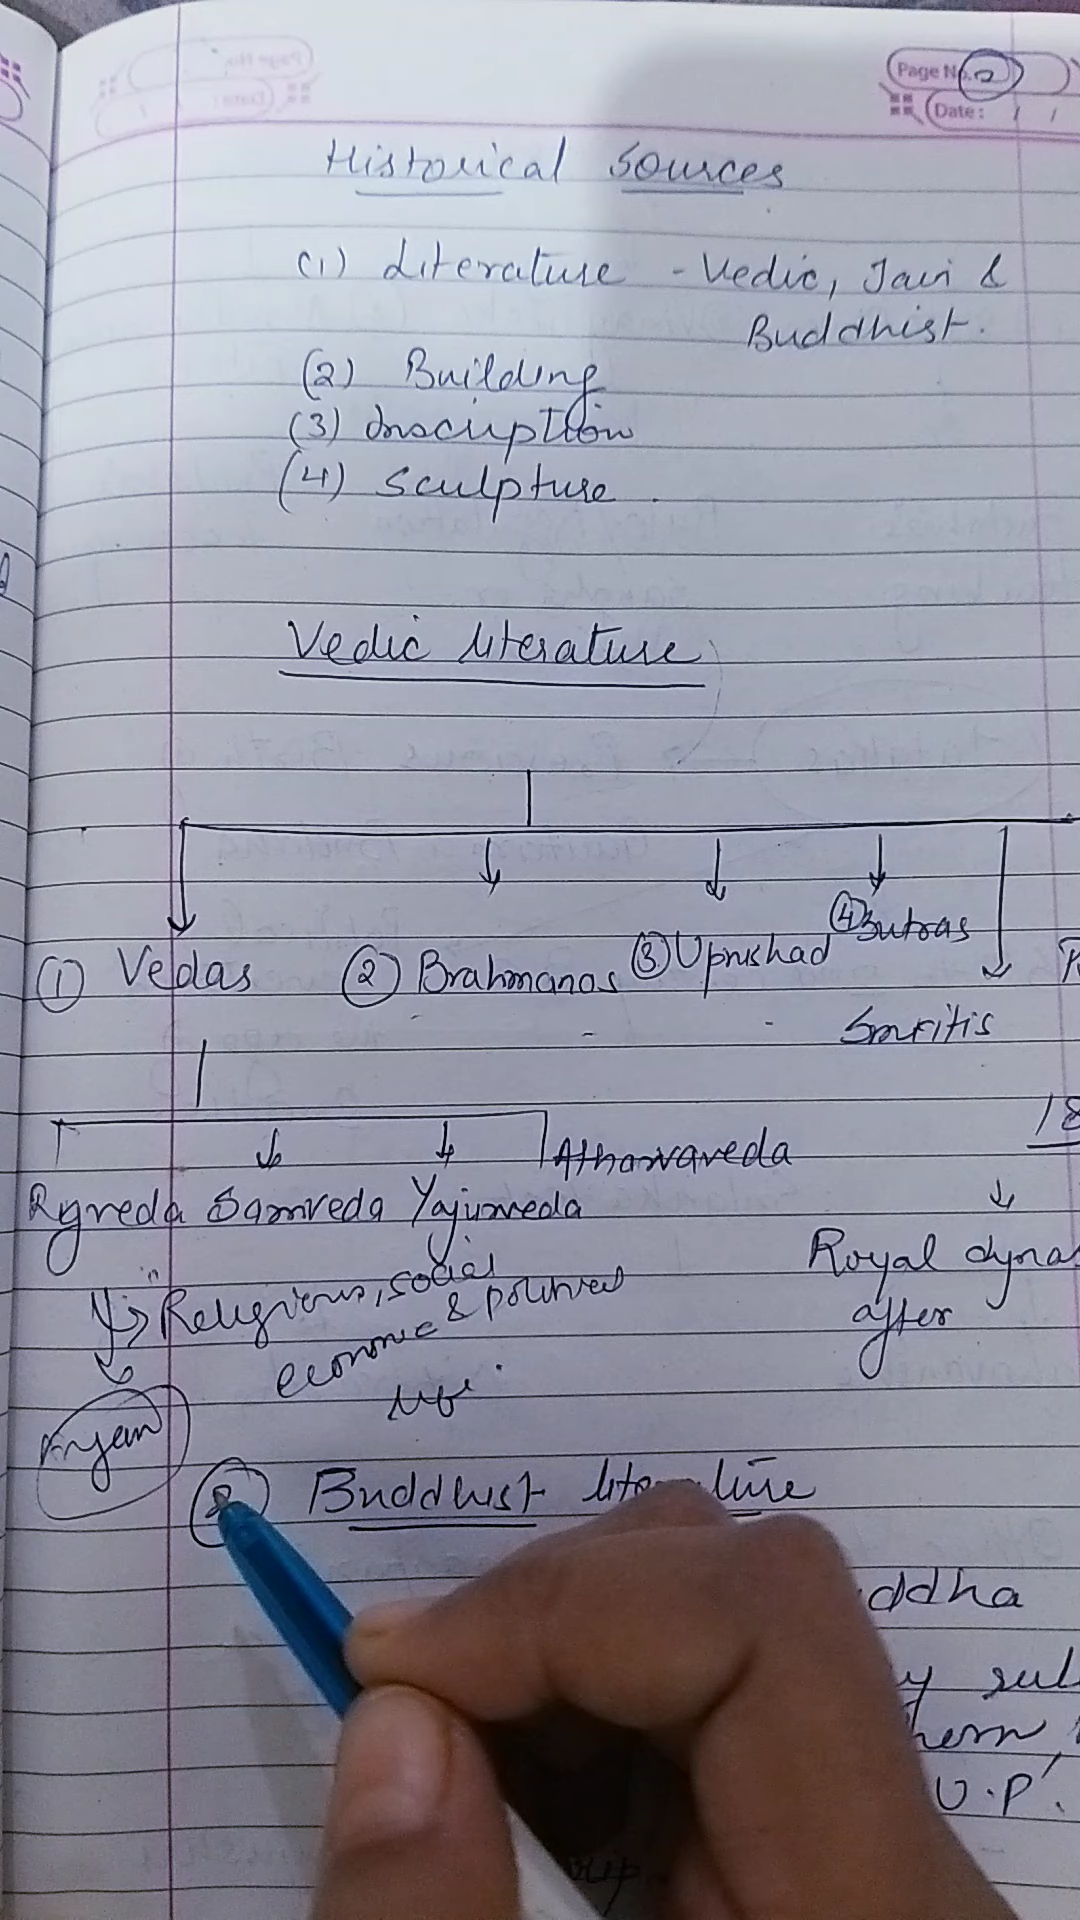 Page No. 2
Date: / /
Historical Sources
(1) Literature - Vedic, Jain &
Buddhist.
(2) Building
(3) Inscription
(4) Sculpture.
Vedic literature
① Vedas ② Brahmanas ③ Upnishad ④ Sutras
Smritis
18
Rgveda Samveda Yajurveda Atharvaveda
Royal
after
Religious, social
economic & political
life.
Aryan
② Buddhist
U.P.